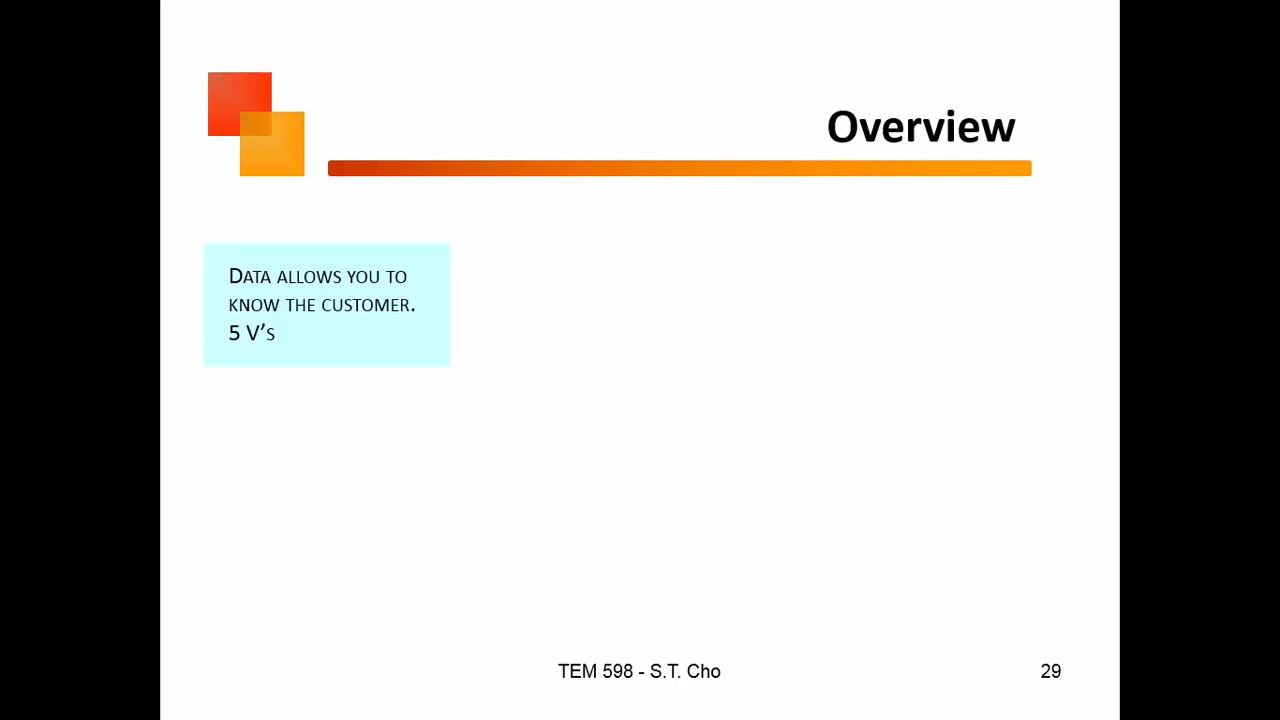 Overview
Data allows you to
know the customer.
5 V’s
TEM 598 - S.T. Cho
29